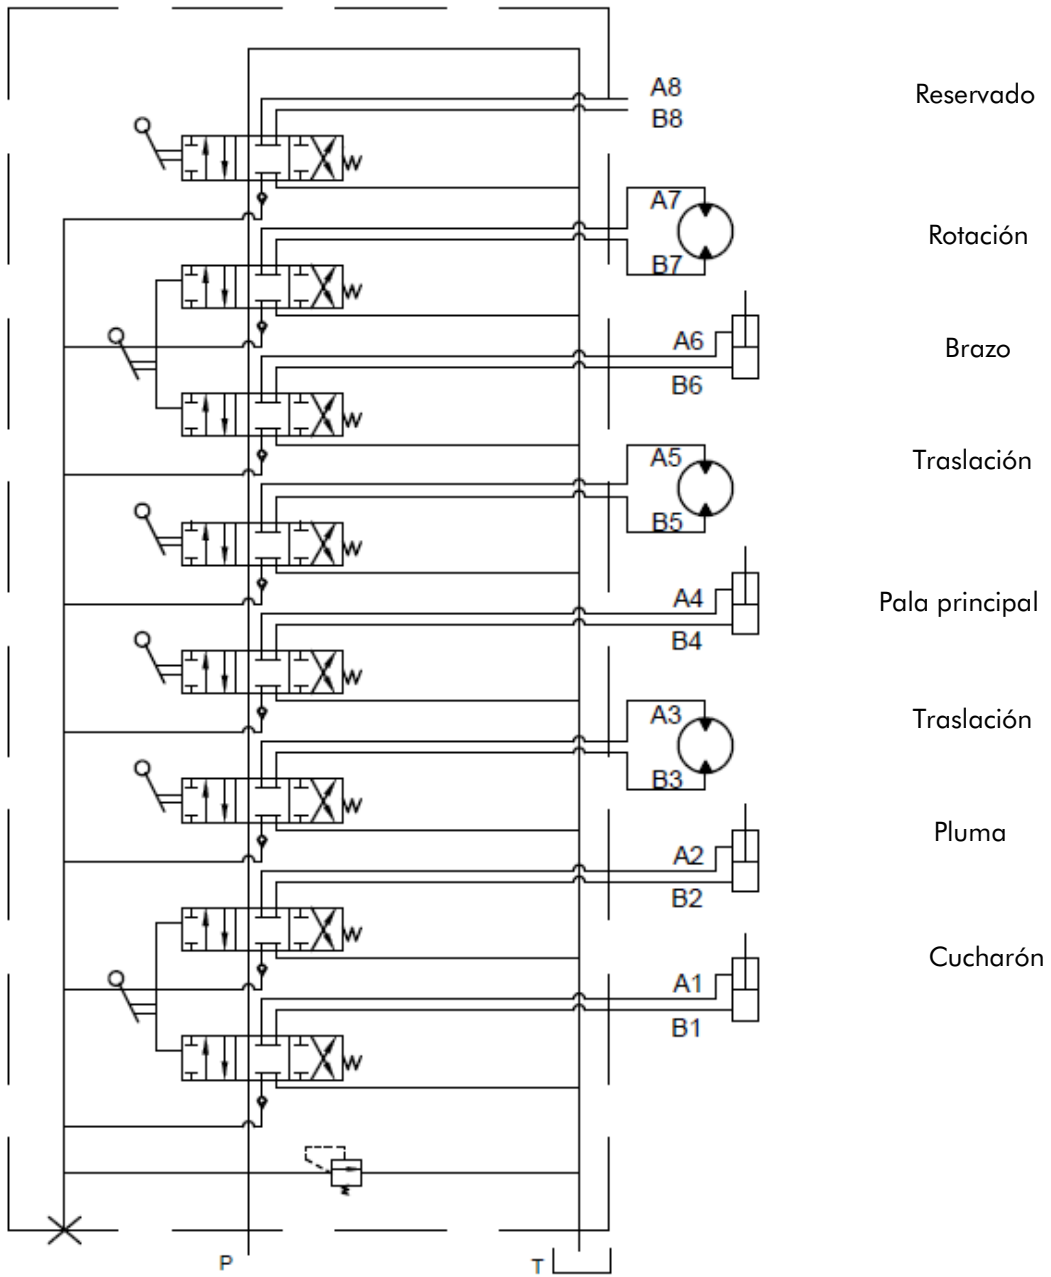 A8
Reservado
B8
A7
Rotación
B7
A6
Brazo
B6
A5
Traslación
B5
A4
Pala principal
B4
A3
Traslación
B3
A2
Pluma
B2
A1
Cucharón
B1
P
T